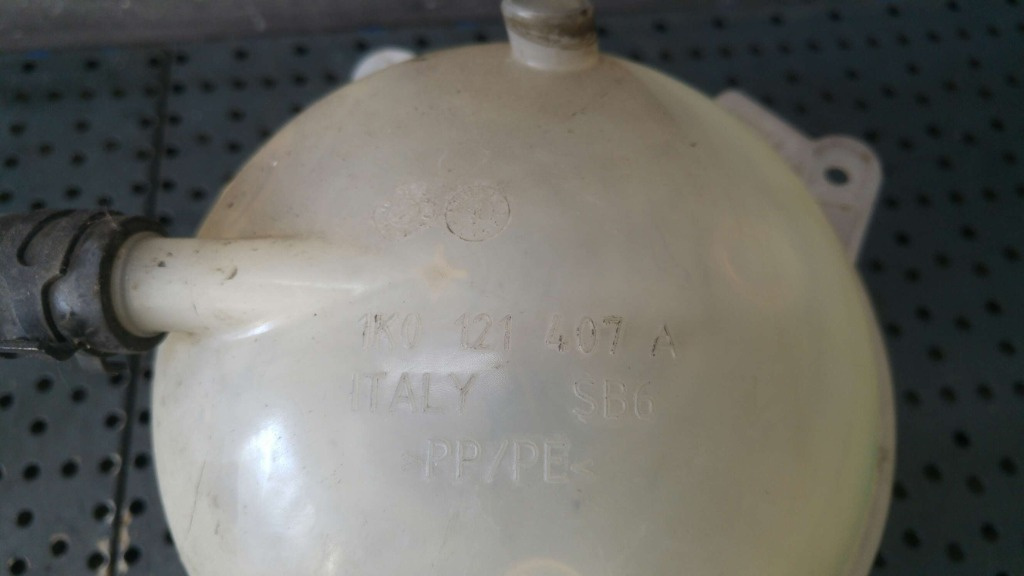 1K0 121 407 A
ITALY SB6
>PP/PE<